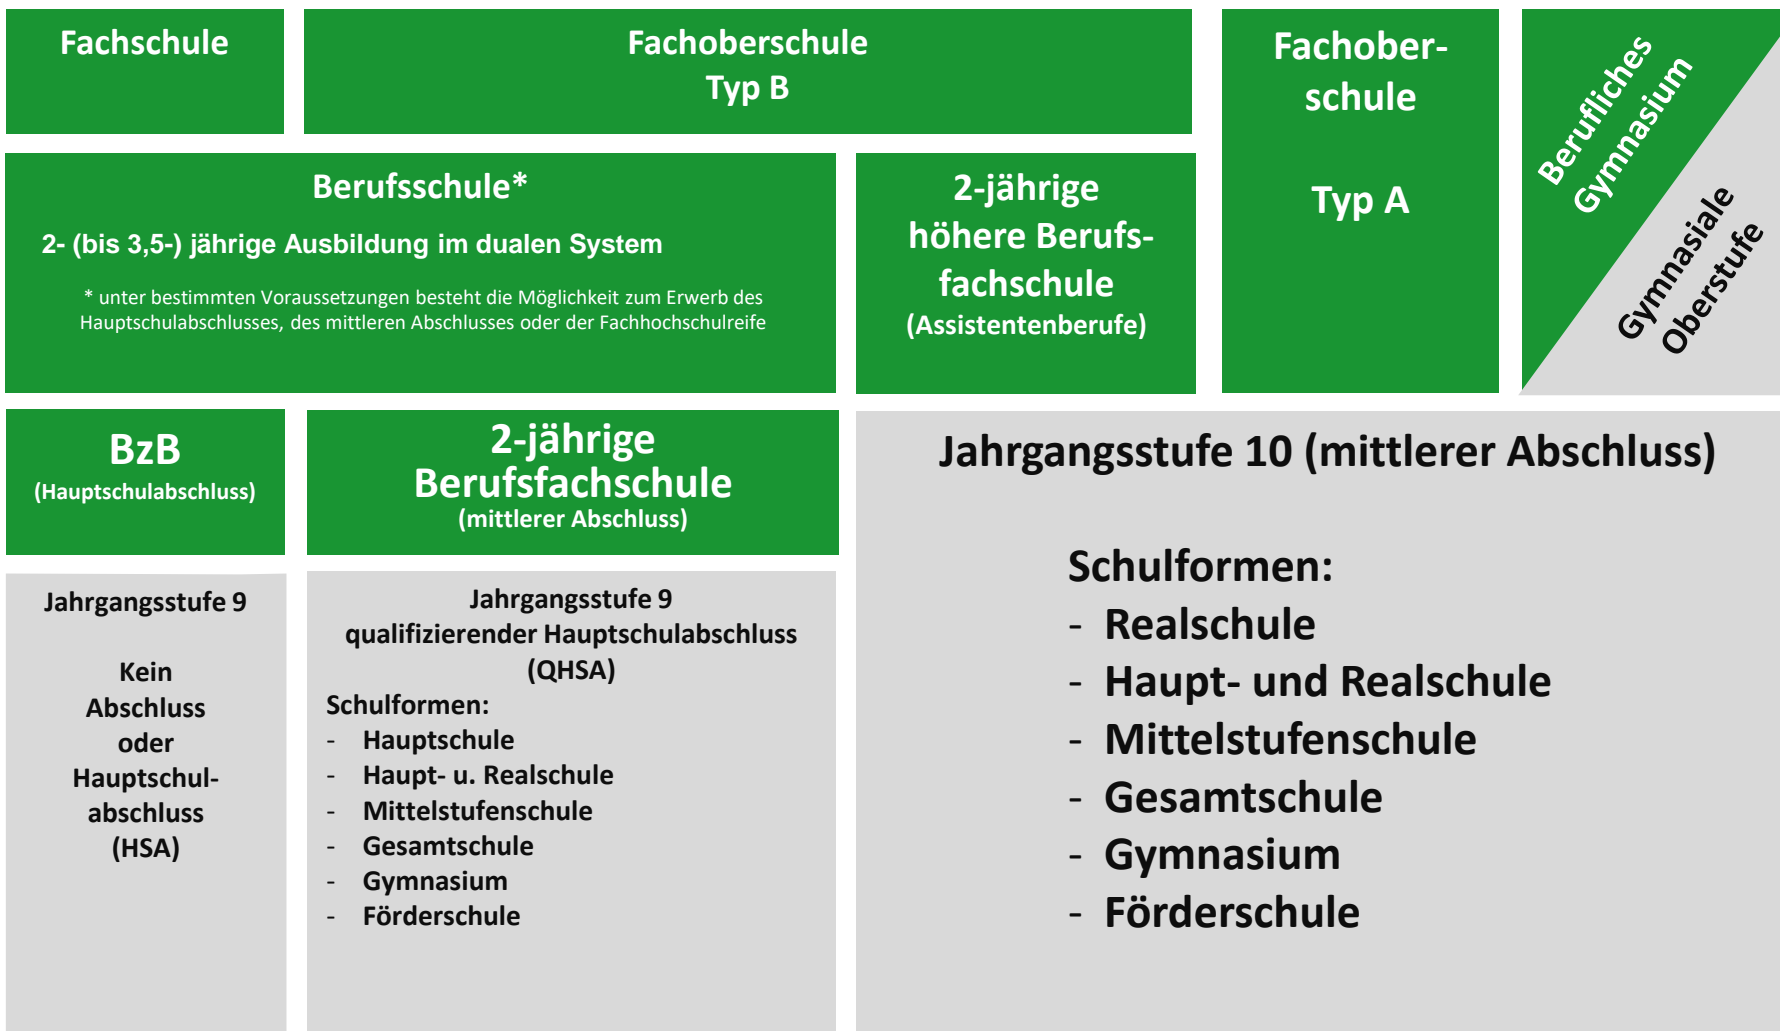 Fachschule
Fachoberschule
Typ B
Fachober-
schule
Typ A
Berufliches
Gymnasium
Gymnasiale
Oberstufe
Berufsschule*
2- (bis 3,5-) jährige Ausbildung im dualen System
* unter bestimmten Voraussetzungen besteht die Möglichkeit zum Erwerb des
Hauptschulabschlusses, des mittleren Abschlusses oder der Fachhochschulreife
2-jährige
höhere Berufs-
fachschule
(Assistentenberufe)
BzB
(Hauptschulabschluss)
2-jährige
Berufsfachschule
(mittlerer Abschluss)
Jahrgangsstufe 10 (mittlerer Abschluss)
Schulformen:
- Realschule
- Haupt- und Realschule
- Mittelstufenschule
- Gesamtschule
- Gymnasium
- Förderschule
Jahrgangsstufe 9
Kein
Abschluss
oder
Hauptschul-
abschluss
(HSA)
Jahrgangsstufe 9
qualifizierender Hauptschulabschluss
(QHSA)
Schulformen:
- Hauptschule
- Haupt- u. Realschule
- Mittelstufenschule
- Gesamtschule
- Gymnasium
- Förderschule